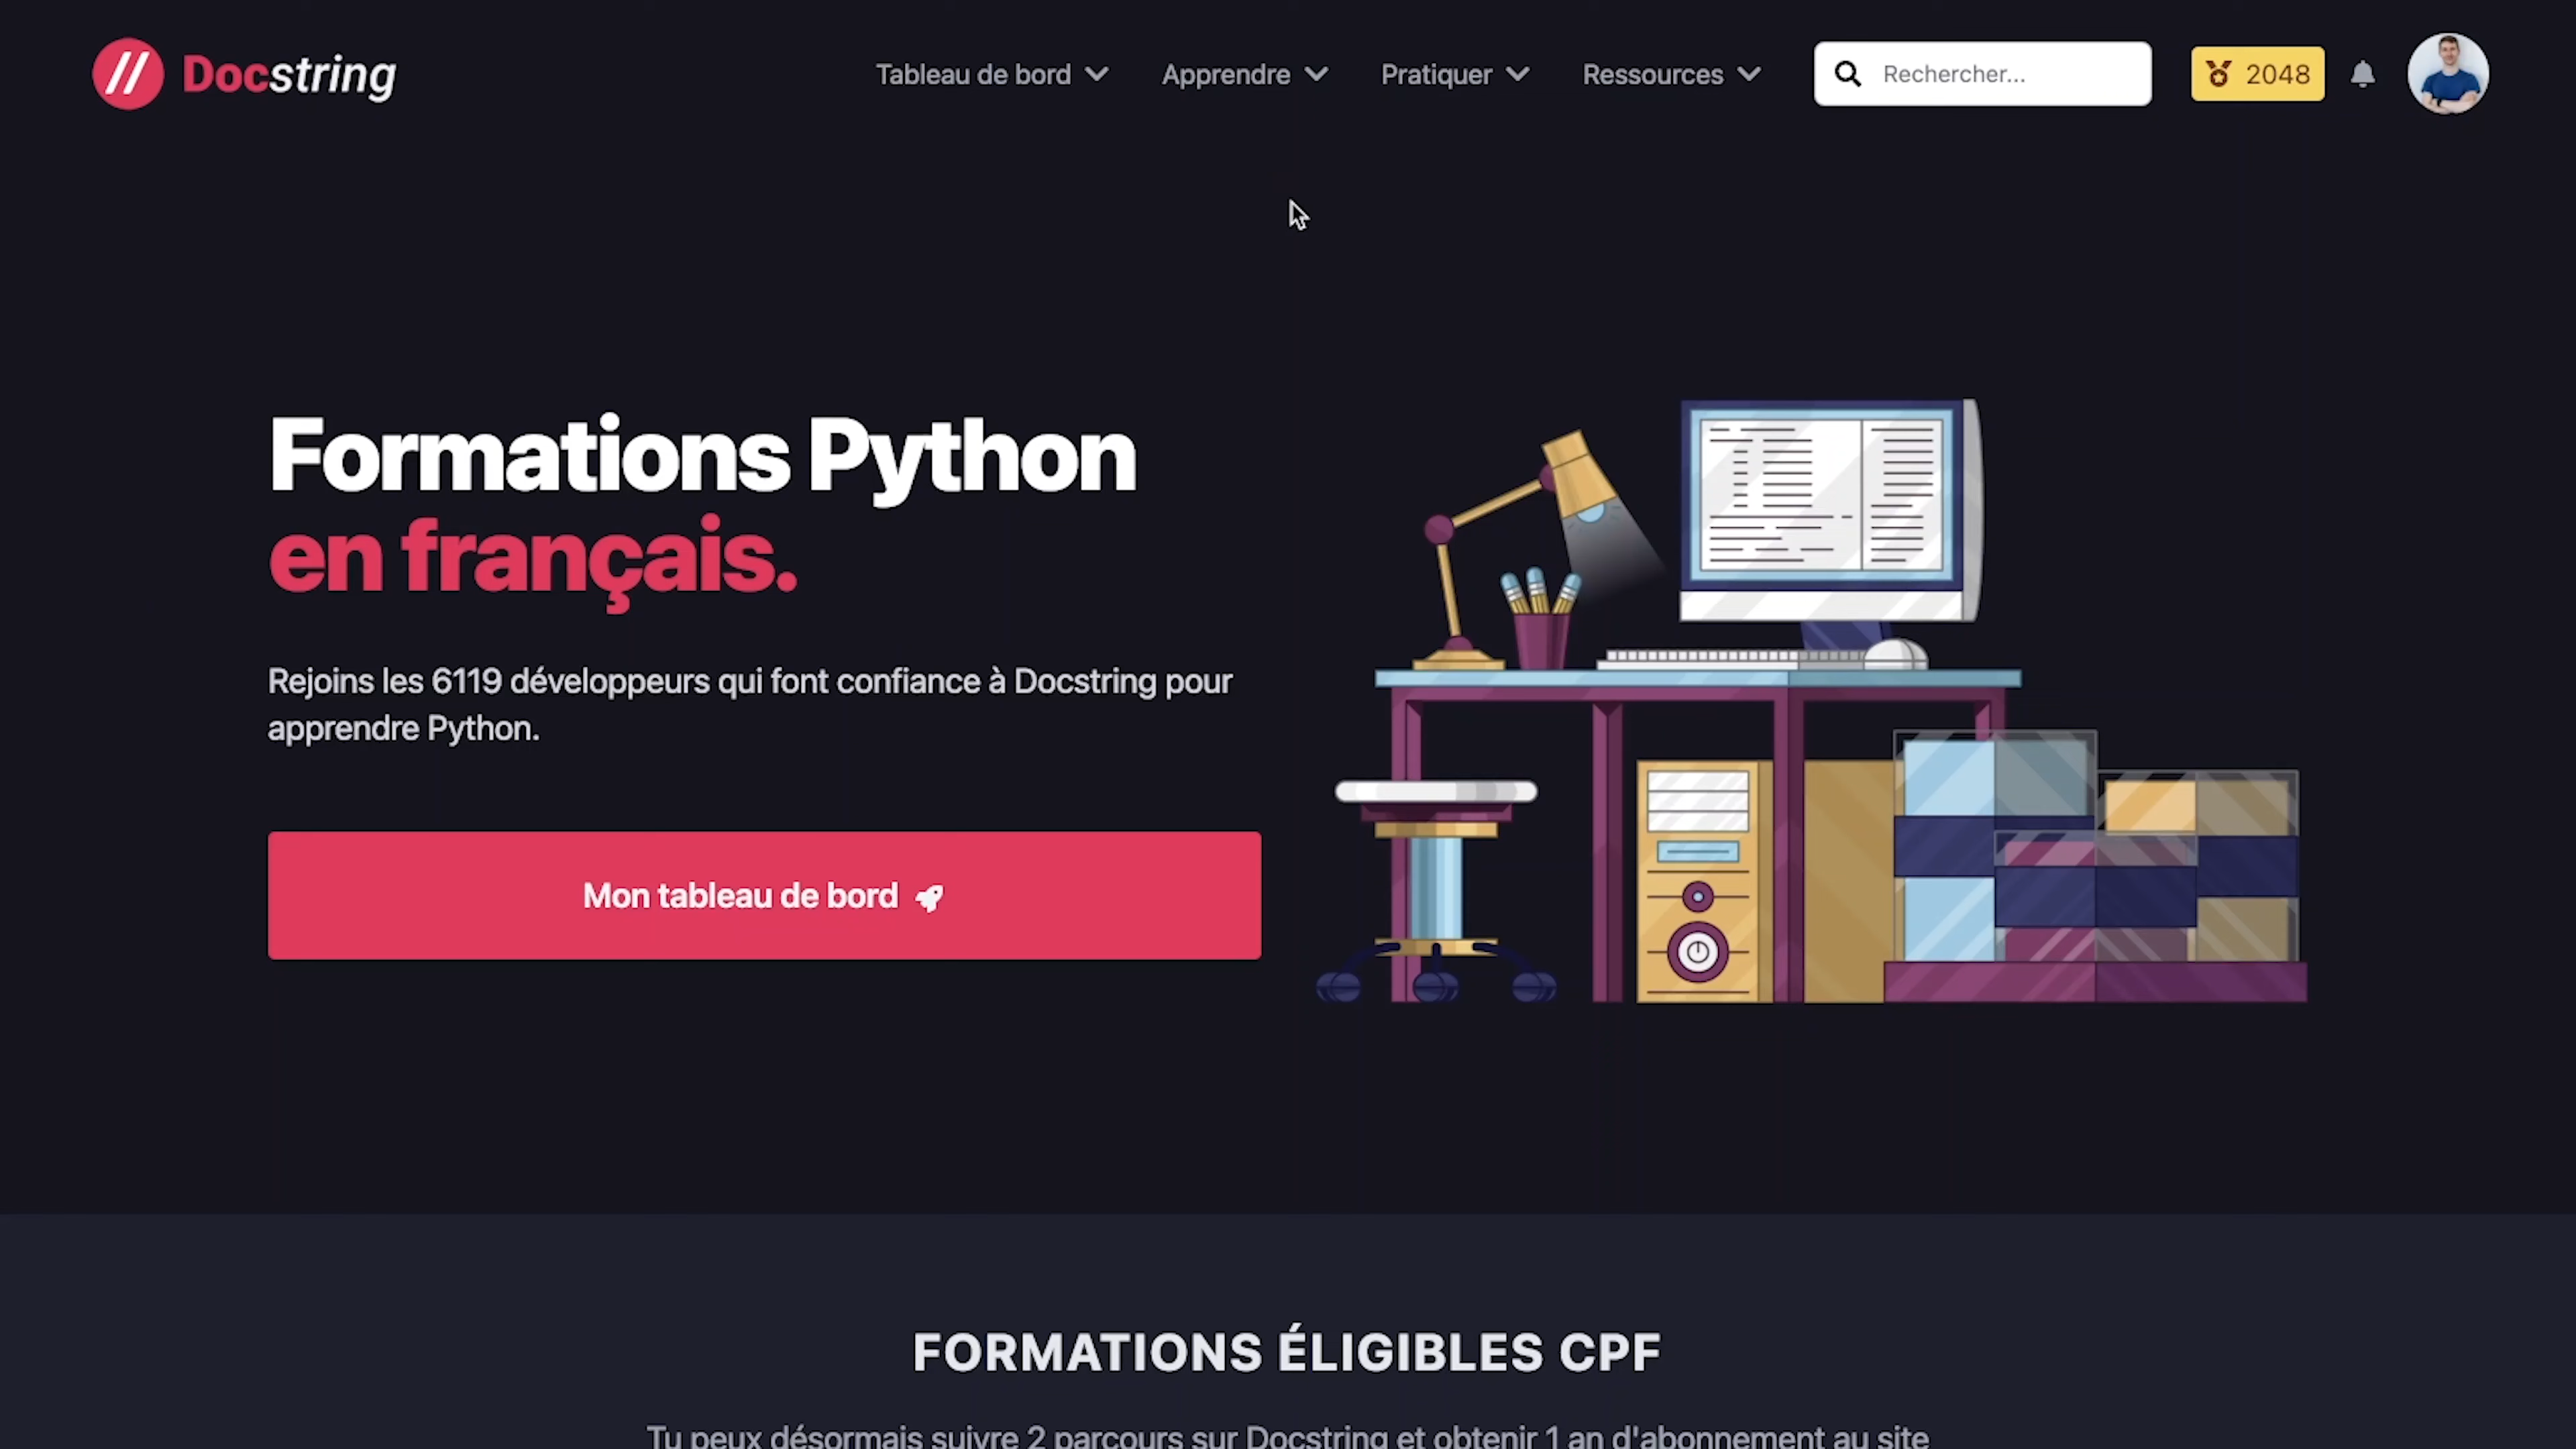 Docstring
Tableau de bord
Apprendre
Pratiquer
Ressources
Rechercher...
2048
Formations Python
en français.
Rejoins les 6119 développeurs qui font confiance à Docstring pour
apprendre Python.
Mon tableau de bord
FORMATIONS ÉLIGIBLES CPF
Tu peux désormais suivre 2 parcours sur Docstring et obtenir 1 an d'abonnement au site